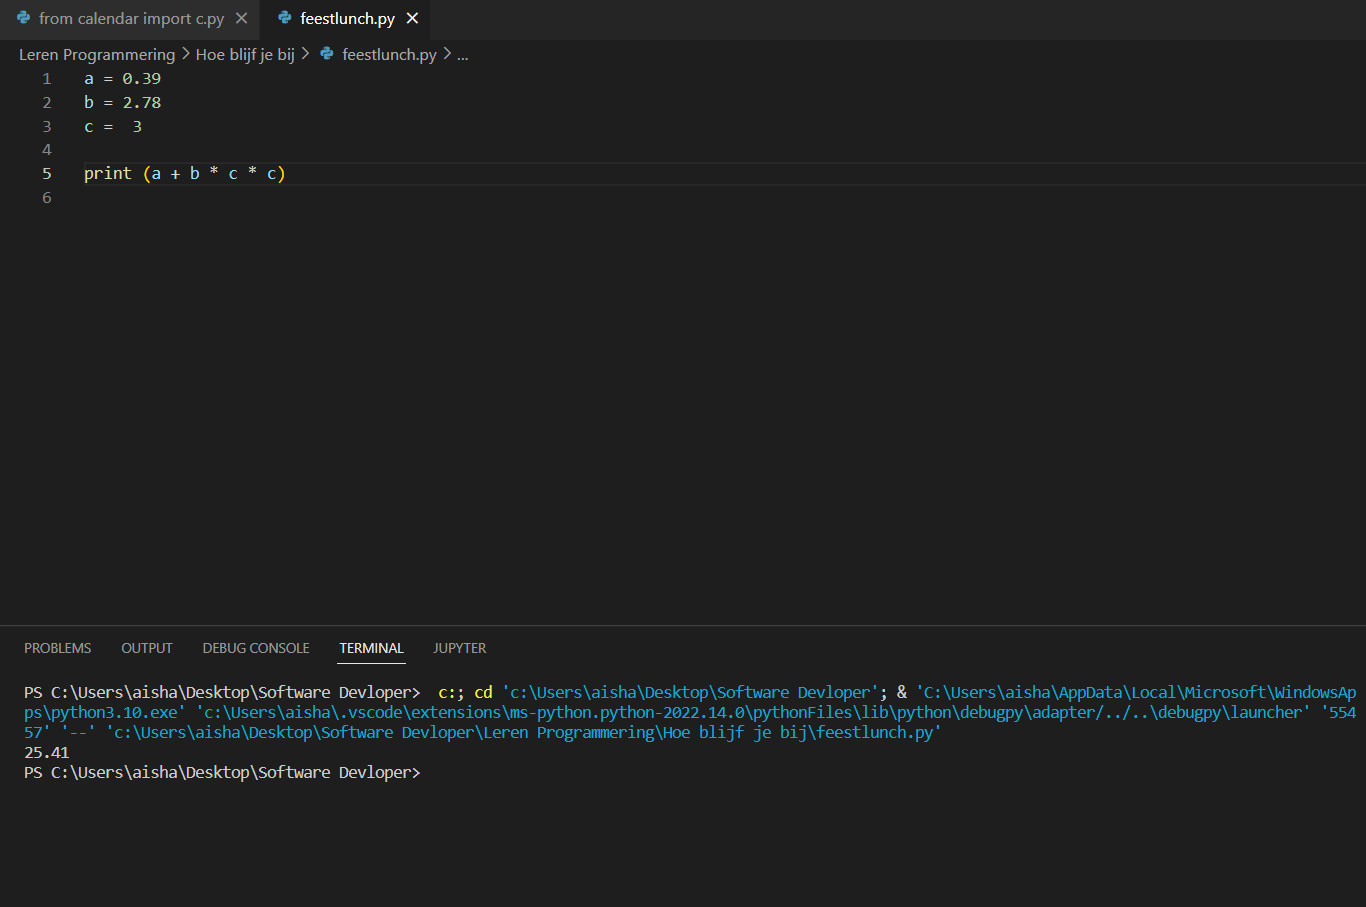 from calendar import c.py feestlunch.py
Leren Programmering > Hoe blijf je bij > feestlunch.py > ...
1 a = 0.39
2 b = 2.78
3 c =  3
4
5 print (a + b * c * c)
6
PROBLEMS OUTPUT DEBUG CONSOLE TERMINAL JUPYTER
PS C:\Users\aisha\Desktop\Software Devloper>  c:; cd 'c:\Users\aisha\Desktop\Software Devloper'; & 'C:\Users\aisha\AppData\Local\Microsoft\WindowsAp
ps\python3.10.exe' 'c:\Users\aisha\.vscode\extensions\ms-python.python-2022.14.0\pythonFiles\lib\python\debugpy\adapter/../..\debugpy\launcher' '554
57' '--' 'c:\Users\aisha\Desktop\Software Devloper\Leren Programmering\Hoe blijf je bij\feestlunch.py'
25.41
PS C:\Users\aisha\Desktop\Software Devloper>